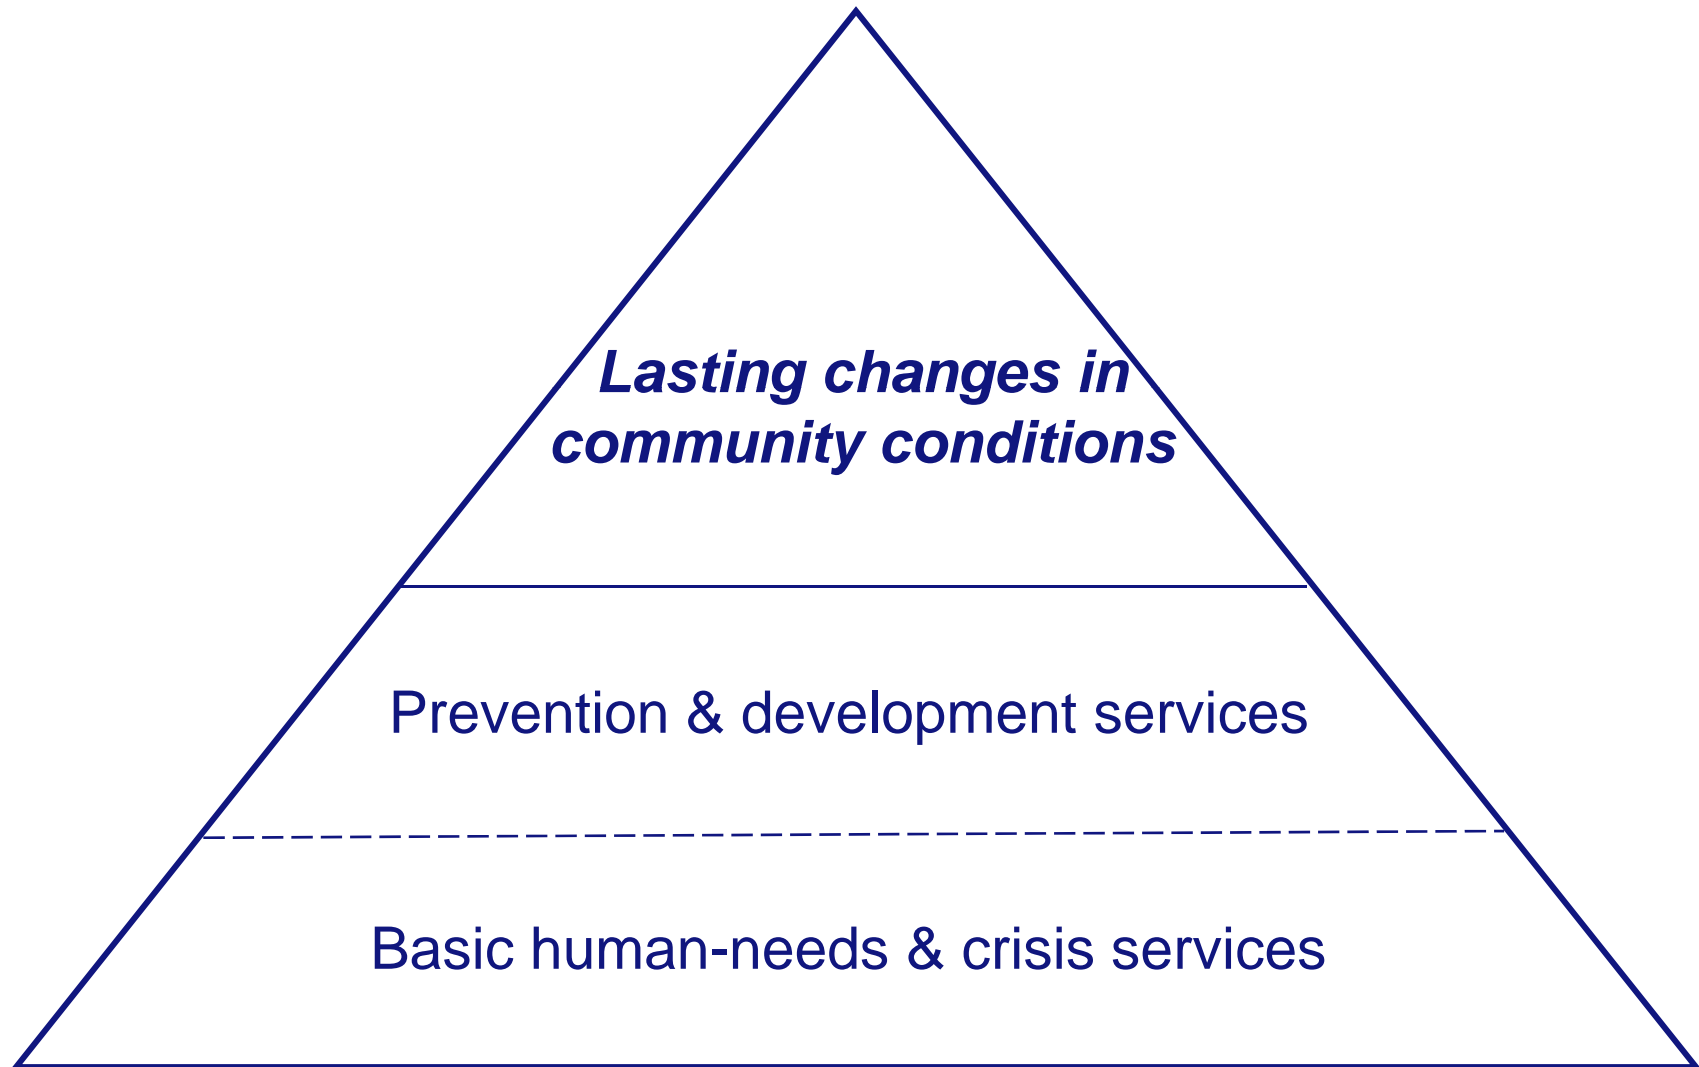 Lasting changes in
community conditions
Prevention & development services
Basic human-needs & crisis services